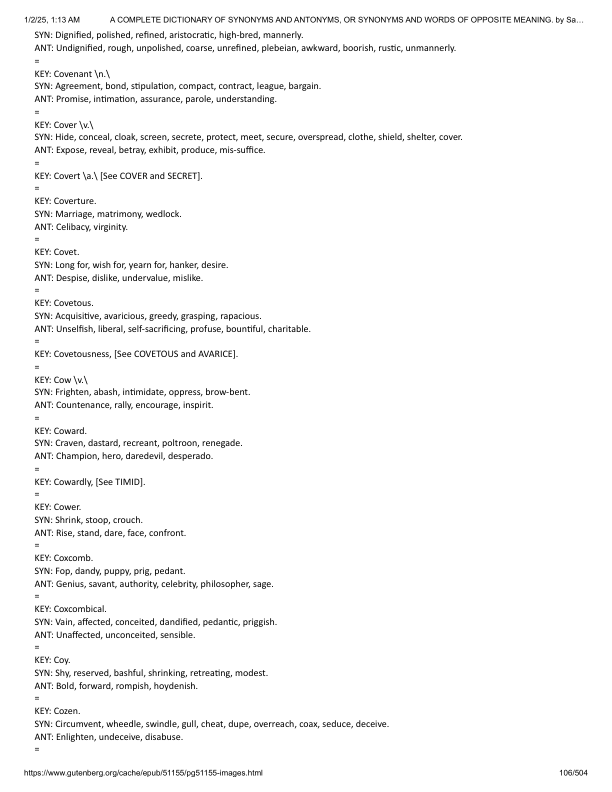 1/2/25, 1:13 AM A COMPLETE DICTIONARY OF SYNONYMS AND ANTONYMS, OR SYNONYMS AND WORDS OF OPPOSITE MEANING. by Sa…
SYN: Dignified, polished, refined, aristocratic, high-bred, mannerly.
ANT: Undignified, rough, unpolished, coarse, unrefined, plebeian, awkward, boorish, rustic, unmannerly.
=
KEY: Covenant \n.\
SYN: Agreement, bond, stipulation, compact, contract, league, bargain.
ANT: Promise, intimation, assurance, parole, understanding.
=
KEY: Cover \v.\
SYN: Hide, conceal, cloak, screen, secrete, protect, meet, secure, overspread, clothe, shield, shelter, cover.
ANT: Expose, reveal, betray, exhibit, produce, mis-suffice.
=
KEY: Covert \a.\ [See COVER and SECRET].
=
KEY: Coverture.
SYN: Marriage, matrimony, wedlock.
ANT: Celibacy, virginity.
=
KEY: Covet.
SYN: Long for, wish for, yearn for, hanker, desire.
ANT: Despise, dislike, undervalue, mislike.
=
KEY: Covetous.
SYN: Acquisitive, avaricious, greedy, grasping, rapacious.
ANT: Unselfish, liberal, self-sacrificing, profuse, bountiful, charitable.
=
KEY: Covetousness, [See COVETOUS and AVARICE].
=
KEY: Cow \v.\
SYN: Frighten, abash, intimidate, oppress, brow-bent.
ANT: Countenance, rally, encourage, inspirit.
=
KEY: Coward.
SYN: Craven, dastard, recreant, poltroon, renegade.
ANT: Champion, hero, daredevil, desperado.
=
KEY: Cowardly, [See TIMID].
=
KEY: Cower.
SYN: Shrink, stoop, crouch.
ANT: Rise, stand, dare, face, confront.
=
KEY: Coxcomb.
SYN: Fop, dandy, puppy, prig, pedant.
ANT: Genius, savant, authority, celebrity, philosopher, sage.
=
KEY: Coxcombical.
SYN: Vain, affected, conceited, dandified, pedantic, priggish.
ANT: Unaffected, unconceited, sensible.
=
KEY: Coy.
SYN: Shy, reserved, bashful, shrinking, retreating, modest.
ANT: Bold, forward, rompish, hoydenish.
=
KEY: Cozen.
SYN: Circumvent, wheedle, swindle, gull, cheat, dupe, overreach, coax, seduce, deceive.
ANT: Enlighten, undeceive, disabuse.
=
https://www.gutenberg.org/cache/epub/51155/pg51155-images.html 106/504